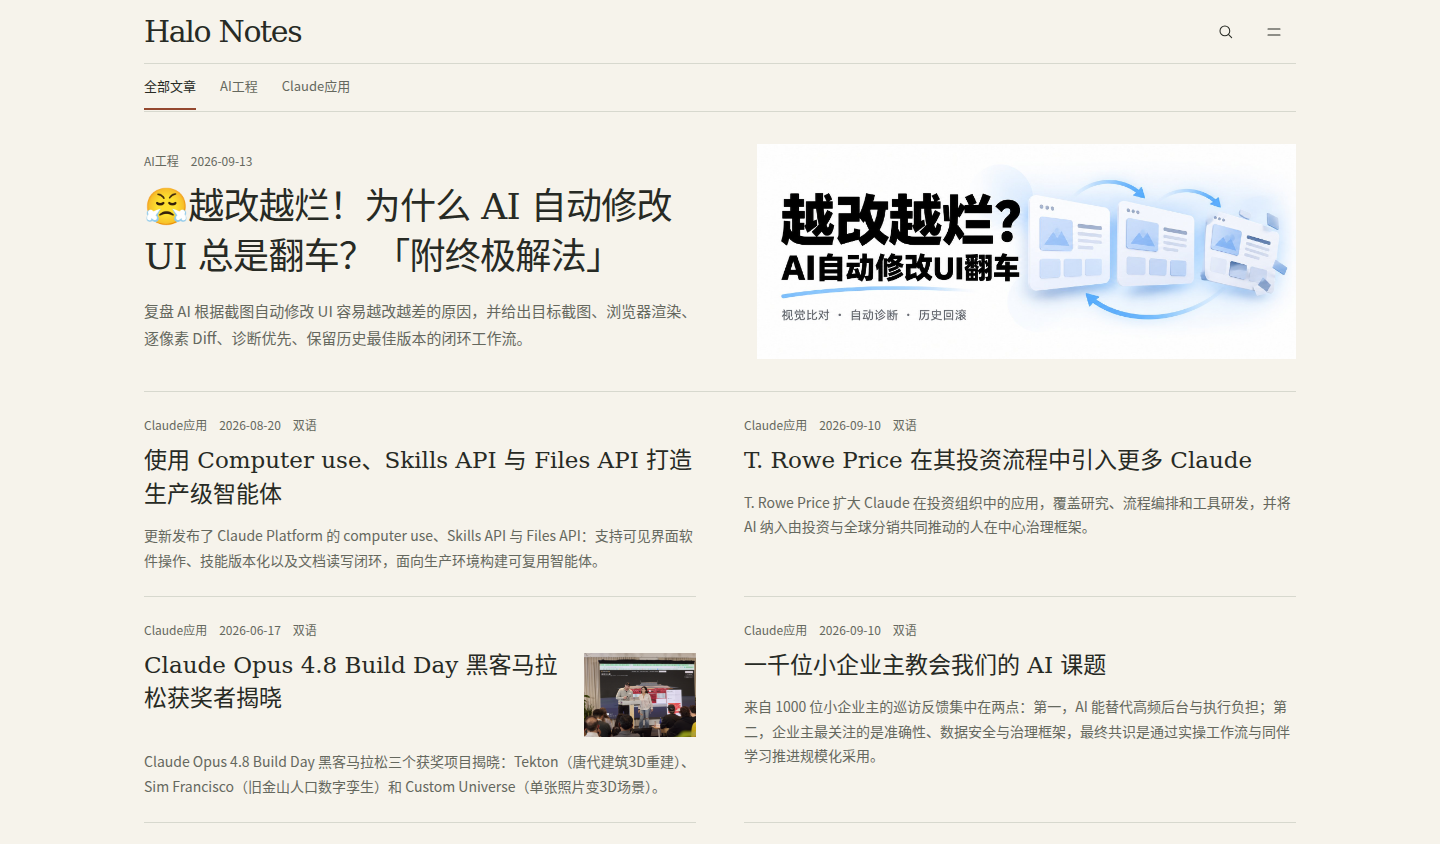 Halo Notes
全部文章 AI工程 Claude应用
AI工程 2026-09-13
😤越改越烂！为什么 AI 自动修改
UI 总是翻车？「附终极解法」
复盘 AI 根据截图自动修改 UI 容易越改越差的原因，并给出目标截图、浏览器渲染、
逐像素 Diff、诊断优先、保留历史最佳版本的闭环工作流。
越改越烂?
AI自动修改UI翻车
视觉比对 · 自动诊断 · 历史回滚
Claude应用 2026-08-20 双语
使用 Computer use、Skills API 与 Files API 打造
生产级智能体
更新发布了 Claude Platform 的 computer use、Skills API 与 Files API：支持可见界面软
件操作、技能版本化以及文档读写闭环，面向生产环境构建可复用智能体。
Claude应用 2026-09-10 双语
T. Rowe Price 在其投资流程中引入更多 Claude
T. Rowe Price 扩大 Claude 在投资组织中的应用，覆盖研究、流程编排和工具研发，并将
AI 纳入由投资与全球分销共同推动的人在中心治理框架。
Claude应用 2026-06-17 双语
Claude Opus 4.8 Build Day 黑客马拉
松获奖者揭晓
Claude Opus 4.8 Build Day 黑客马拉松三个获奖项目揭晓：Tekton（唐代建筑3D重建）、
Sim Francisco（旧金山人口数字孪生）和 Custom Universe（单张照片变3D场景）。
Claude应用 2026-09-10 双语
一千位小企业主教会我们的 AI 课题
来自 1000 位小企业主的巡访反馈集中在两点：第一，AI 能替代高频后台与执行负担；第
二，企业主最关注的是准确性、数据安全与治理框架，最终共识是通过实操工作流与同伴
学习推进规模化采用。